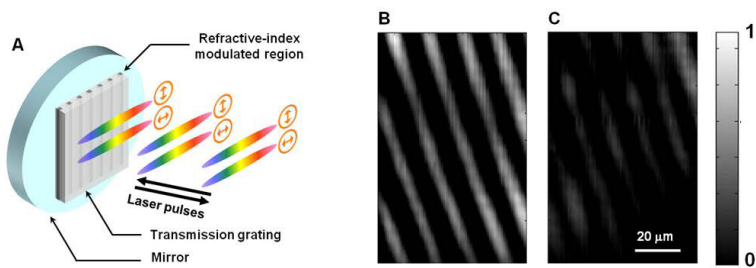 A
Refractive-index
modulated region
Laser pulses
Transmission grating
Mirror
B
C
20 μm
1
0